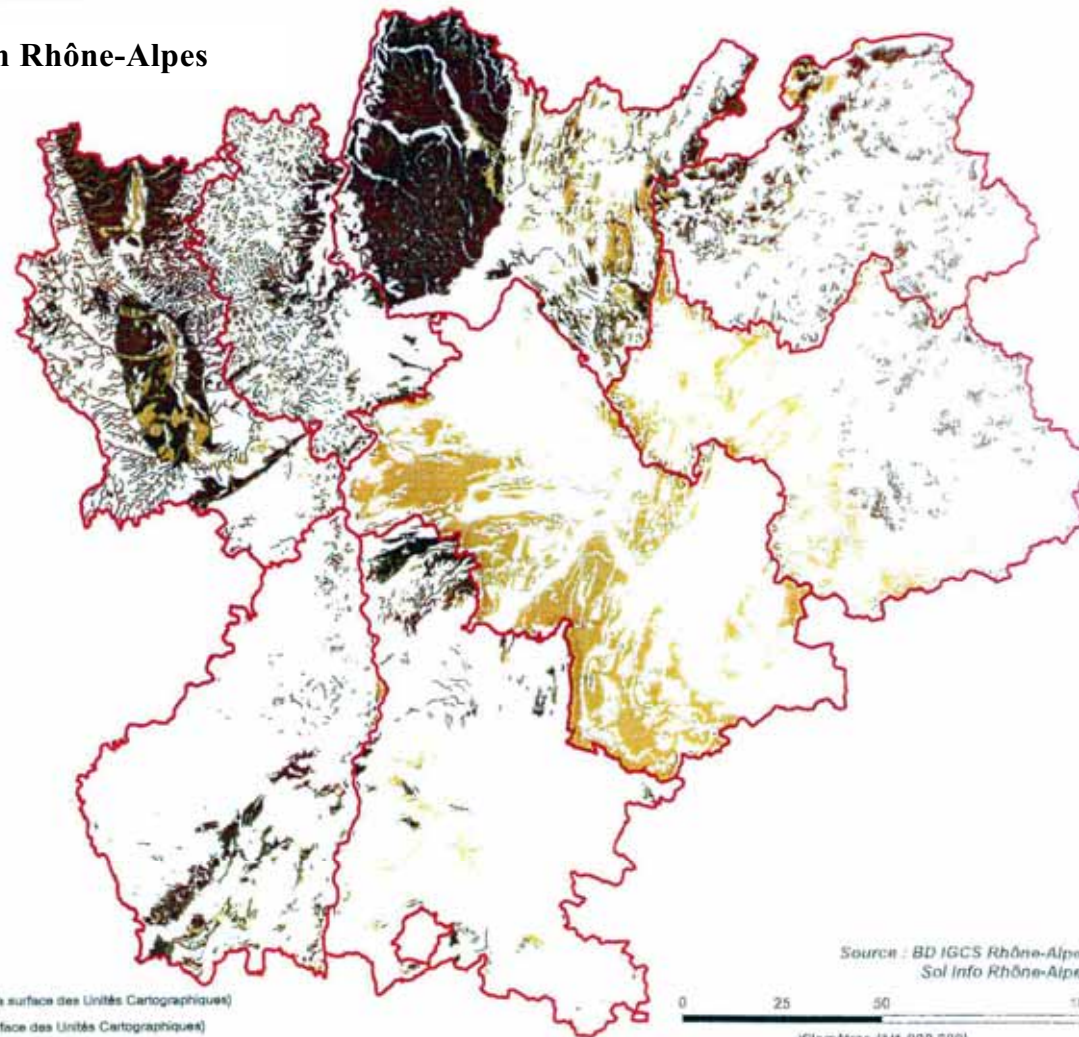 n Rhône-Alpes
Source : BD IGCS Rhône-Alpe
Sol Info Rhône-Alpe
surface des Unités Cartographiques)
face des Unités Cartographiques)
0 25 50